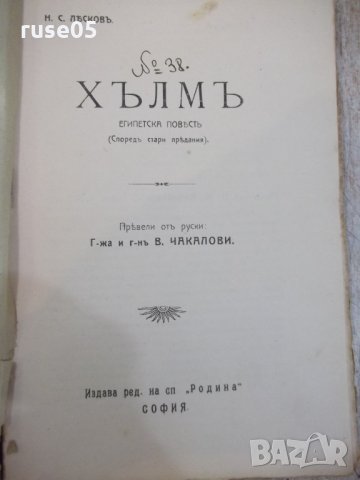 ruse05
Н. С. ЛѢСКОВЪ.
№ 38.
ХЪЛМЪ
ЕГИПЕТСКА ПОВѢСТЬ
(Споредъ стари прѣдания).
Прѣвели отъ руски:
Г-жа и г-нъ В. ЧАКАЛОВИ.
Издава ред. на сп „Родина“
СОФИЯ.
BAZAR